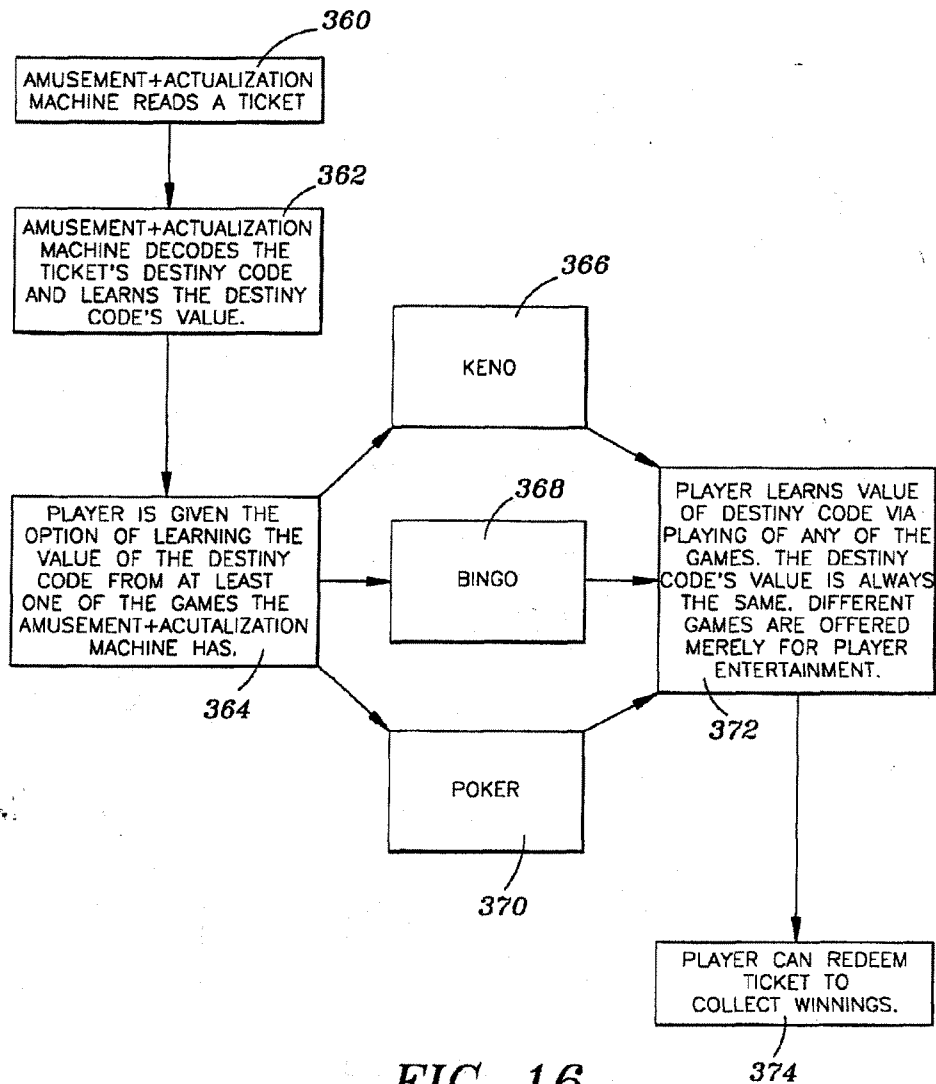 360
AMUSEMENT+ACTUALIZATION
MACHINE READS A TICKET
362
AMUSEMENT+ACTUALIZATION
MACHINE DECODES THE
TICKET'S DESTINY CODE
AND LEARNS THE DESTINY
CODE'S VALUE.
366
KENO
PLAYER IS GIVEN THE
OPTION OF LEARNING THE
VALUE OF THE DESTINY
CODE FROM AT LEAST
ONE OF THE GAMES THE
AMUSEMENT+ACUTALIZATION
MACHINE HAS.
364
368
BINGO
POKER
370
PLAYER LEARNS VALUE
OF DESTINY CODE VIA
PLAYING OF ANY OF THE
GAMES. THE DESTINY
CODE'S VALUE IS ALWAYS
THE SAME. DIFFERENT
GAMES ARE OFFERED
MERELY FOR PLAYER
ENTERTAINMENT.
372
PLAYER CAN REDEEM
TICKET TO
COLLECT WINNINGS.
374
FIG. 16